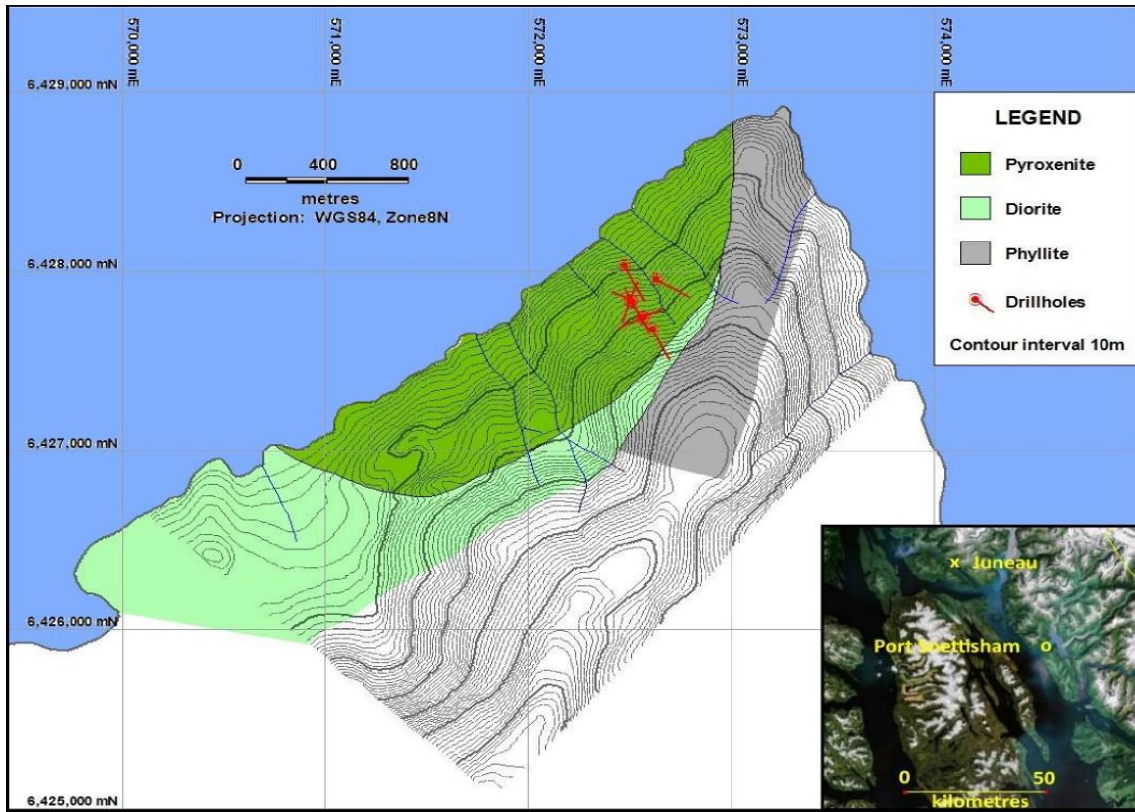 570,000 mE
571,000 mE
572,000 mE
573,000 mE
574,000 mE
6,429,000 mN
6,428,000 mN
6,427,000 mN
6,426,000 mN
6,425,000 mN
0 400 800
metres
Projection: WGS84, Zone8N
LEGEND
Pyroxenite
Diorite
Phyllite
Drillholes
Contour interval 10m
x Juneau
Port Snettisham o
0 50
kilometres